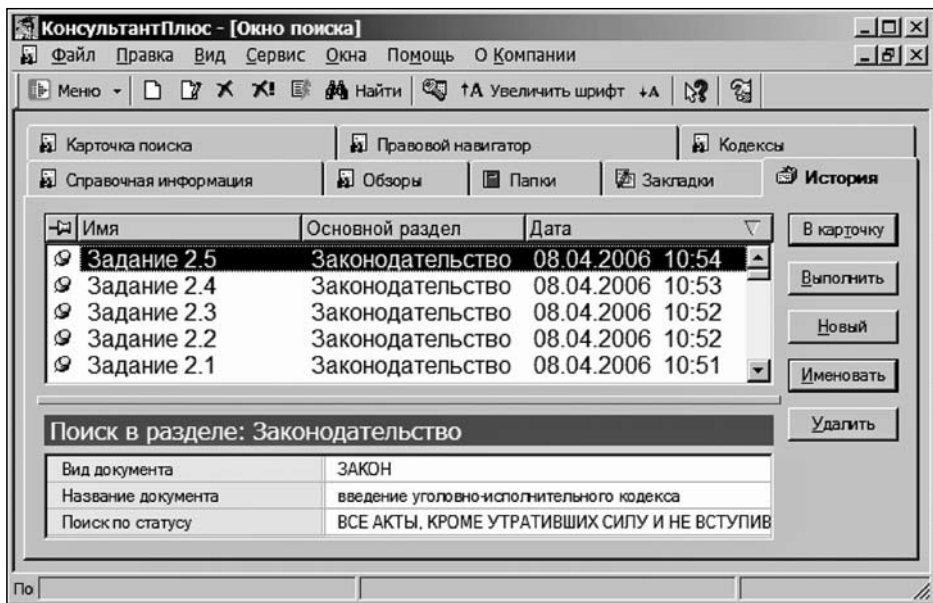 КонсультантПлюс - [Окно поиска]
Файл Правка Вид Сервис Окна Помощь О Компании
Меню Найти Увеличить шрифт
Карточка поиска Правовой навигатор Кодексы
Справочная информация Обзоры Папки Закладки История
Имя Основной раздел Дата В карточку
Задание 2.5 Законодательство 08.04.2006 10:54
Задание 2.4 Законодательство 08.04.2006 10:53 Выполнить
Задание 2.3 Законодательство 08.04.2006 10:52
Задание 2.2 Законодательство 08.04.2006 10:52 Новый
Задание 2.1 Законодательство 08.04.2006 10:51 Именовать
Поиск в разделе: Законодательство Удалить
Вид документа ЗАКОН
Название документа введение уголовно-исполнительного кодекса
Поиск по статусу ВСЕ АКТЫ, КРОМЕ УТРАТИВШИХ СИЛУ И НЕ ВСТУПИВ
По